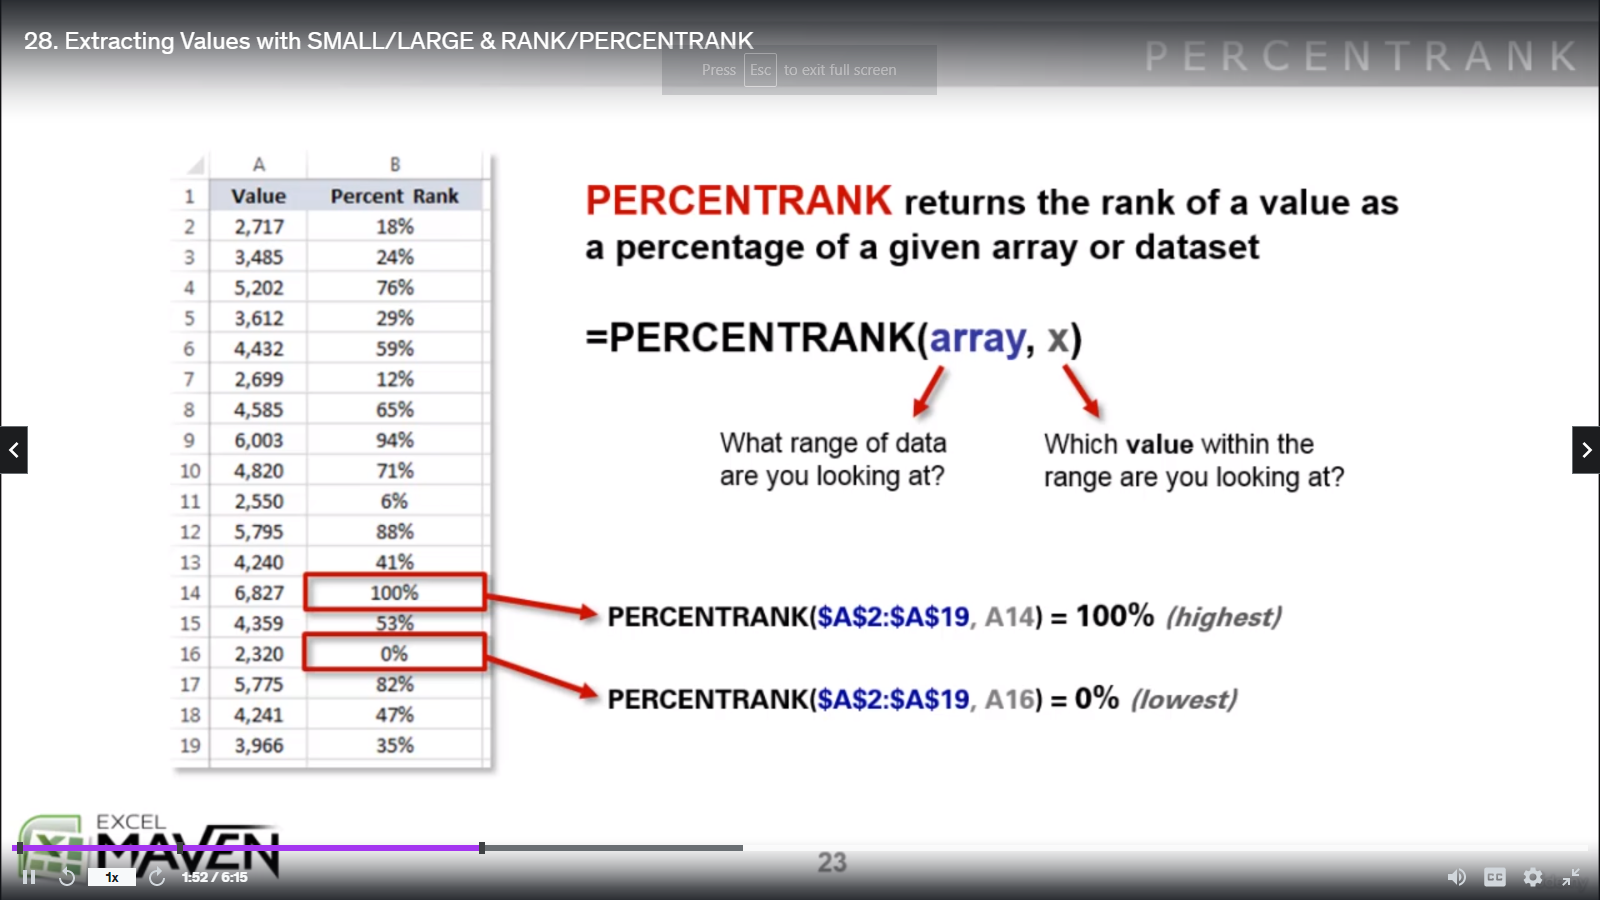 28. Extracting Values with SMALL/LARGE & RANK/PERCENTRANK
PERCENTRANK
Press Esc to exit full screen
A B
1 Value Percent Rank
2 2,717 18%
3 3,485 24%
4 5,202 76%
5 3,612 29%
6 4,432 59%
7 2,699 12%
8 4,585 65%
9 6,003 94%
10 4,820 71%
11 2,550 6%
12 5,795 88%
13 4,240 41%
14 6,827 100%
15 4,359 53%
16 2,320 0%
17 5,775 82%
18 4,241 47%
19 3,966 35%
PERCENTRANK returns the rank of a value as
a percentage of a given array or dataset
=PERCENTRANK(array, x)
What range of data
are you looking at?
Which value within the
range are you looking at?
PERCENTRANK($A$2:$A$19, A14) = 100% (highest)
PERCENTRANK($A$2:$A$19, A16) = 0% (lowest)
EXCEL
MAVEN
23
1x
1:52 / 6:15
CC